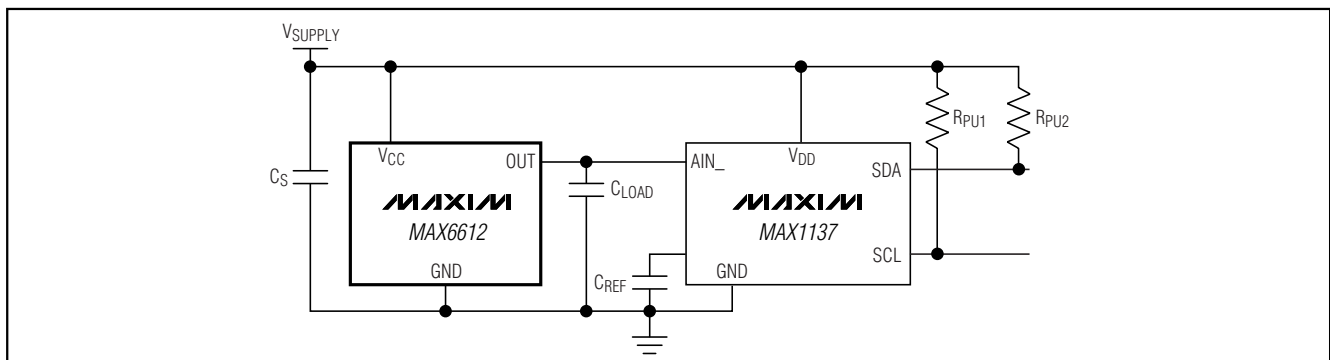 VSUPPLY
CS
VCC
OUT
MAXIM
MAX6612
GND
CLOAD
CREF
AIN_
VDD
SDA
MAXIM
MAX1137
SCL
GND
RPU1
RPU2